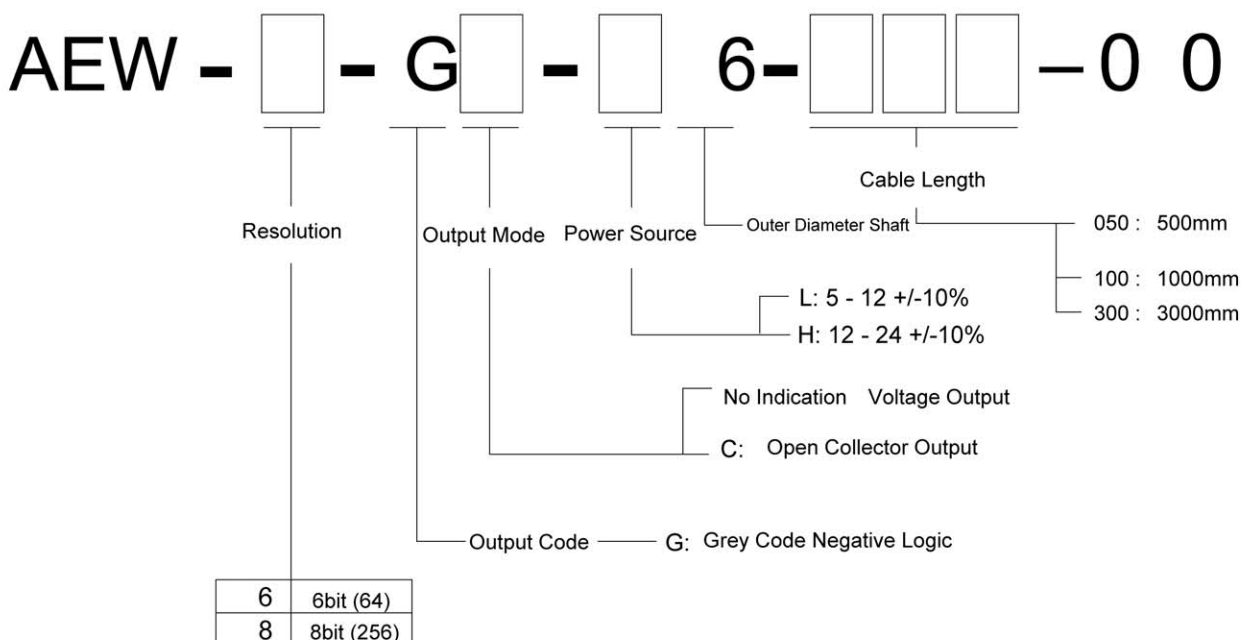 AEW - - G - 6 - – 0 0
Cable Length
Resolution
Output Mode
Power Source
Outer Diameter Shaft
050 : 500mm
100 : 1000mm
300 : 3000mm
L: 5 - 12 +/-10%
H: 12 - 24 +/-10%
No Indication Voltage Output
C: Open Collector Output
Output Code
G: Grey Code Negative Logic
6 6bit (64)
8 8bit (256)